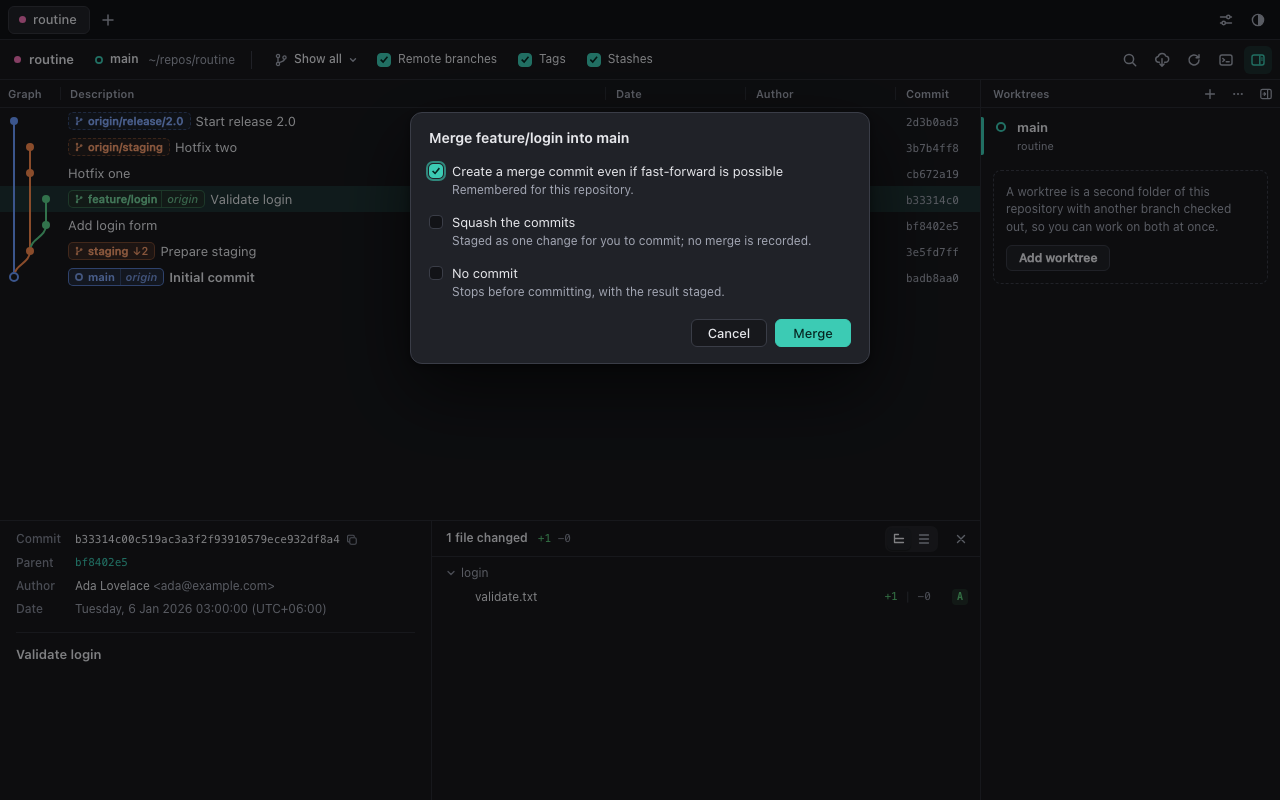 routine
routine main ~/repos/routine Show all Remote branches Tags Stashes
Graph Description Date Author Commit Worktrees
origin/release/2.0 Start release 2.0 2d3b0ad3
origin/staging Hotfix two 3b7b4ff8
Hotfix one cb672a19
feature/login origin Validate login b33314c0
Add login form bf8402e5
staging ↓2 Prepare staging 3e5fd7ff
main origin Initial commit badb8aa0
Merge feature/login into main
Create a merge commit even if fast-forward is possible
Remembered for this repository.
Squash the commits
Staged as one change for you to commit; no merge is recorded.
No commit
Stops before committing, with the result staged.
Cancel Merge
main
routine
A worktree is a second folder of this
repository with another branch checked
out, so you can work on both at once.
Add worktree
Commit b33314c00c519ac3a3f2f93910579ece932df8a4
Parent bf8402e5
Author Ada Lovelace <ada@example.com>
Date Tuesday, 6 Jan 2026 03:00:00 (UTC+06:00)
Validate login
1 file changed +1 −0
login
validate.txt +1 −0 A